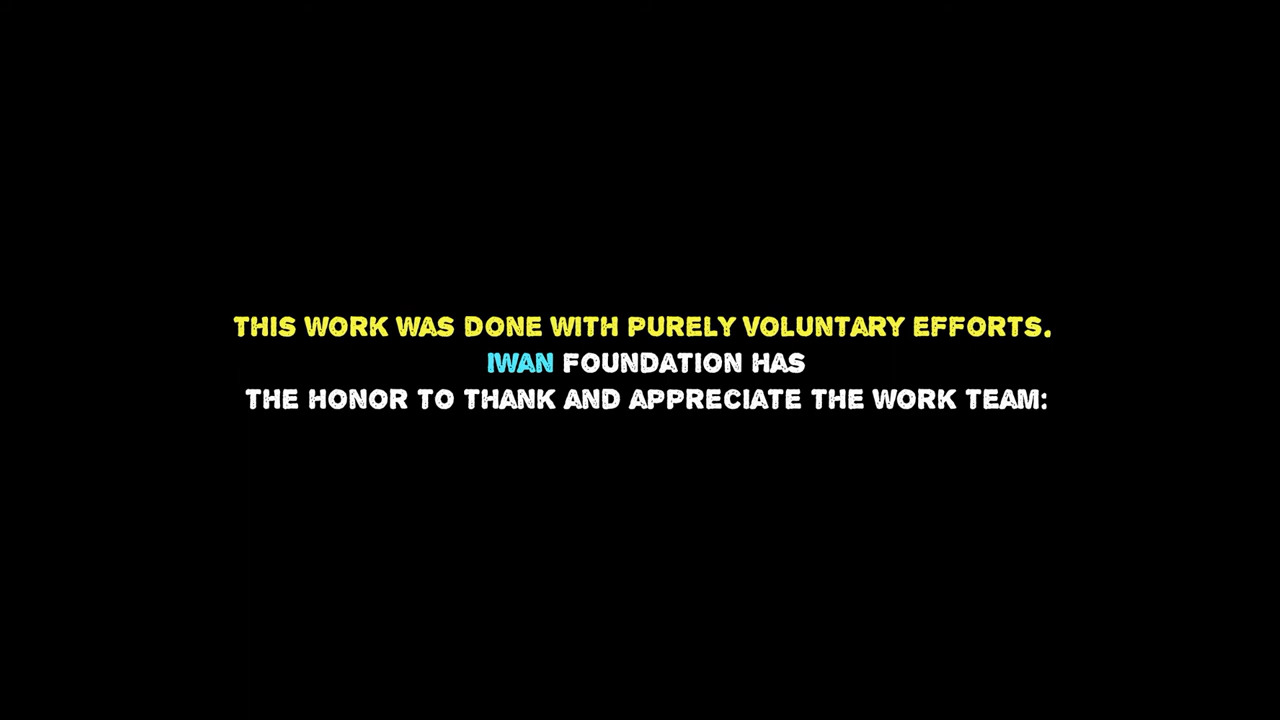 THIS WORK WAS DONE WITH PURELY VOLUNTARY EFFORTS.
IWAN FOUNDATION HAS
THE HONOR TO THANK AND APPRECIATE THE WORK TEAM: